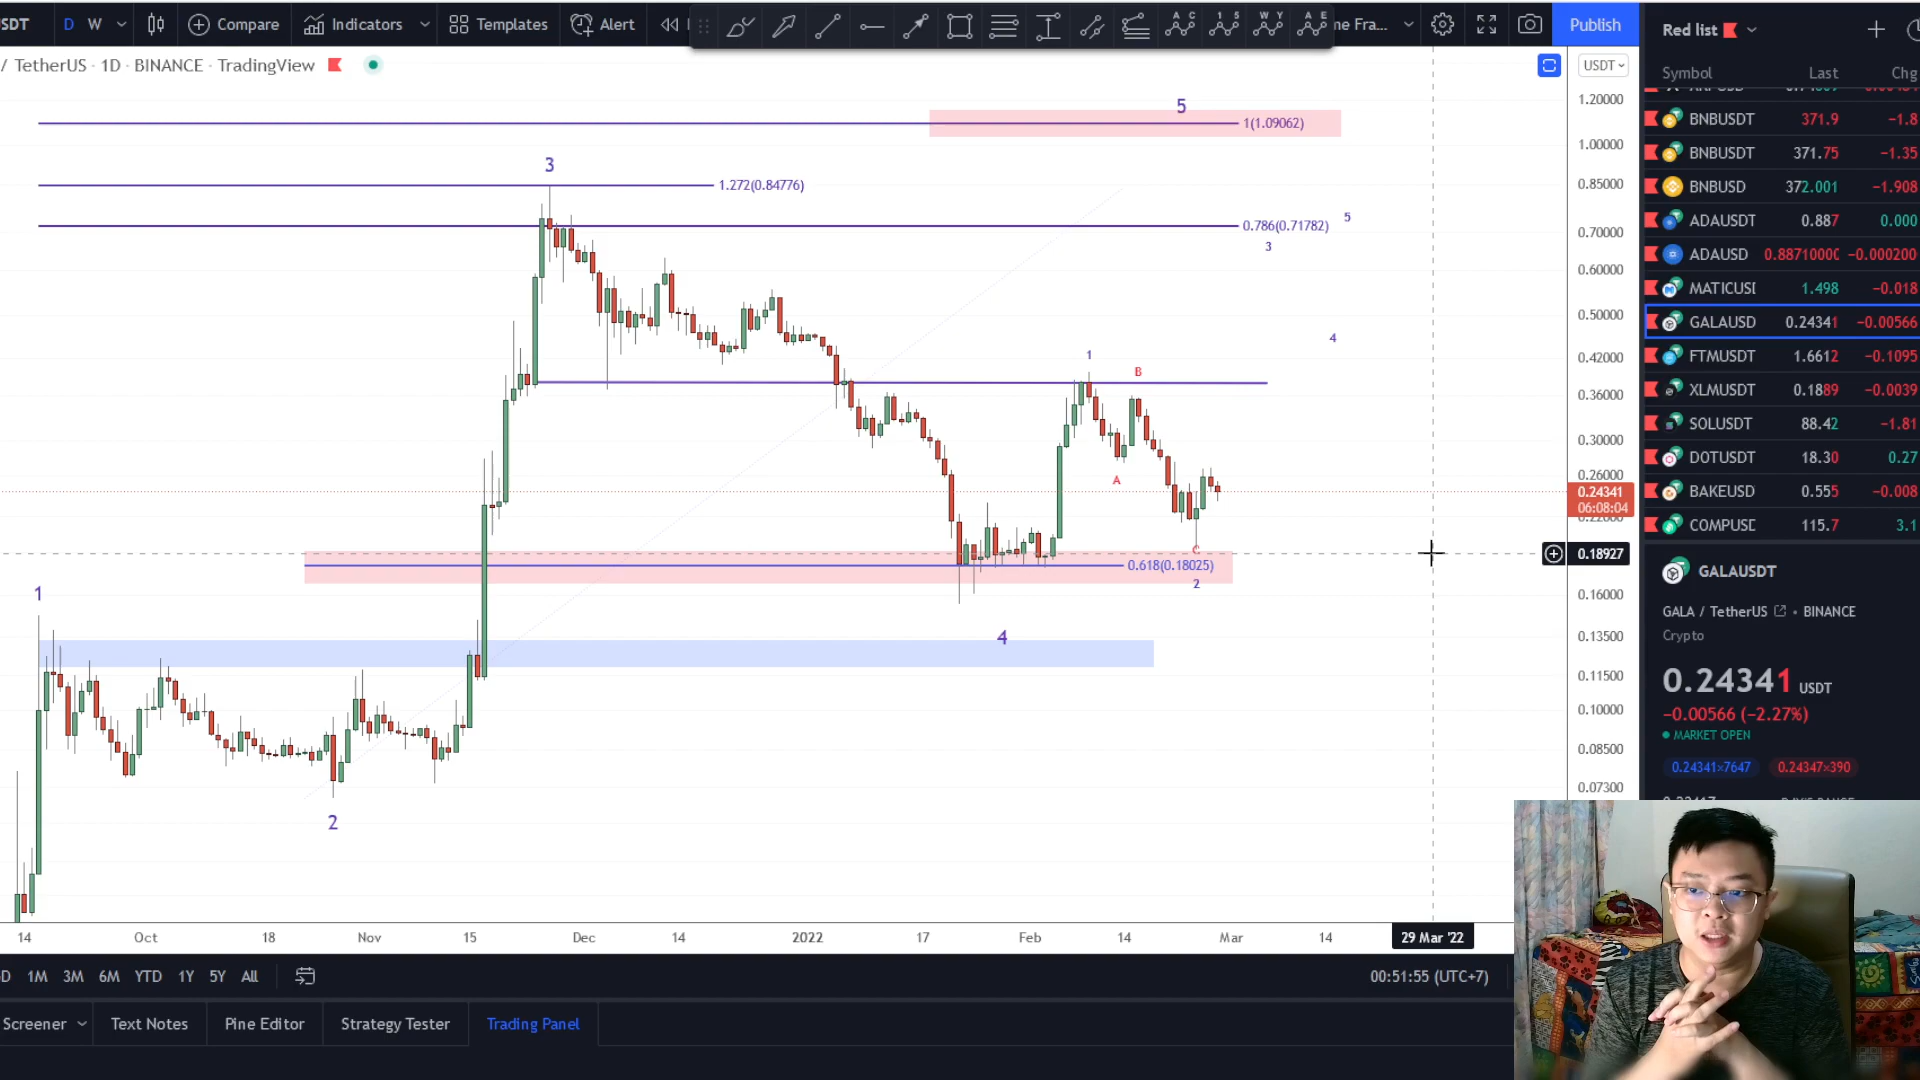 SDT D W Compare Indicators Templates Alert A C 1 5 W Y A E ne Fra... Publish
/ TetherUS · 1D · BINANCE · TradingView
USDT
1.20000
1.00000
0.85000
0.70000
0.60000
0.50000
0.42000
0.36000
0.30000
0.26000
0.24341
06:08:04
0.18927
0.16000
0.13500
0.11500
0.10000
0.08500
0.07300
5
1(1.09062)
3
1.272(0.84776)
0.786(0.71782)
5
3
4
1
B
A
C
0.618(0.18025)
2
4
1
2
14 Oct 18 Nov 15 Dec 14 2022 17 Feb 14 Mar 14 29 Mar '22
D 1M 3M 6M YTD 1Y 5Y All 00:51:55 (UTC+7)
Screener Text Notes Pine Editor Strategy Tester Trading Panel
Red list
Symbol Last Chg
BNBUSDT 371.9 −1.8
BNBUSDT 371.75 −1.35
BNBUSD 372.001 −1.908
ADAUSDT 0.887 0.000
ADAUSD 0.8871000C −0.000200
MATICUSI 1.498 −0.018
GALAUSD 0.24341 −0.00566
FTMUSDT 1.6612 −0.1095
XLMUSDT 0.1889 −0.0039
SOLUSDT 88.42 −1.81
DOTUSDT 18.30 0.27
BAKEUSD 0.555 −0.008
COMPUSE 115.7 3.1
GALAUSDT
GALA / TetherUS • BINANCE
Crypto
0.24341 USDT
−0.00566 (−2.27%)
MARKET OPEN
0.24341×7647 0.24347×390